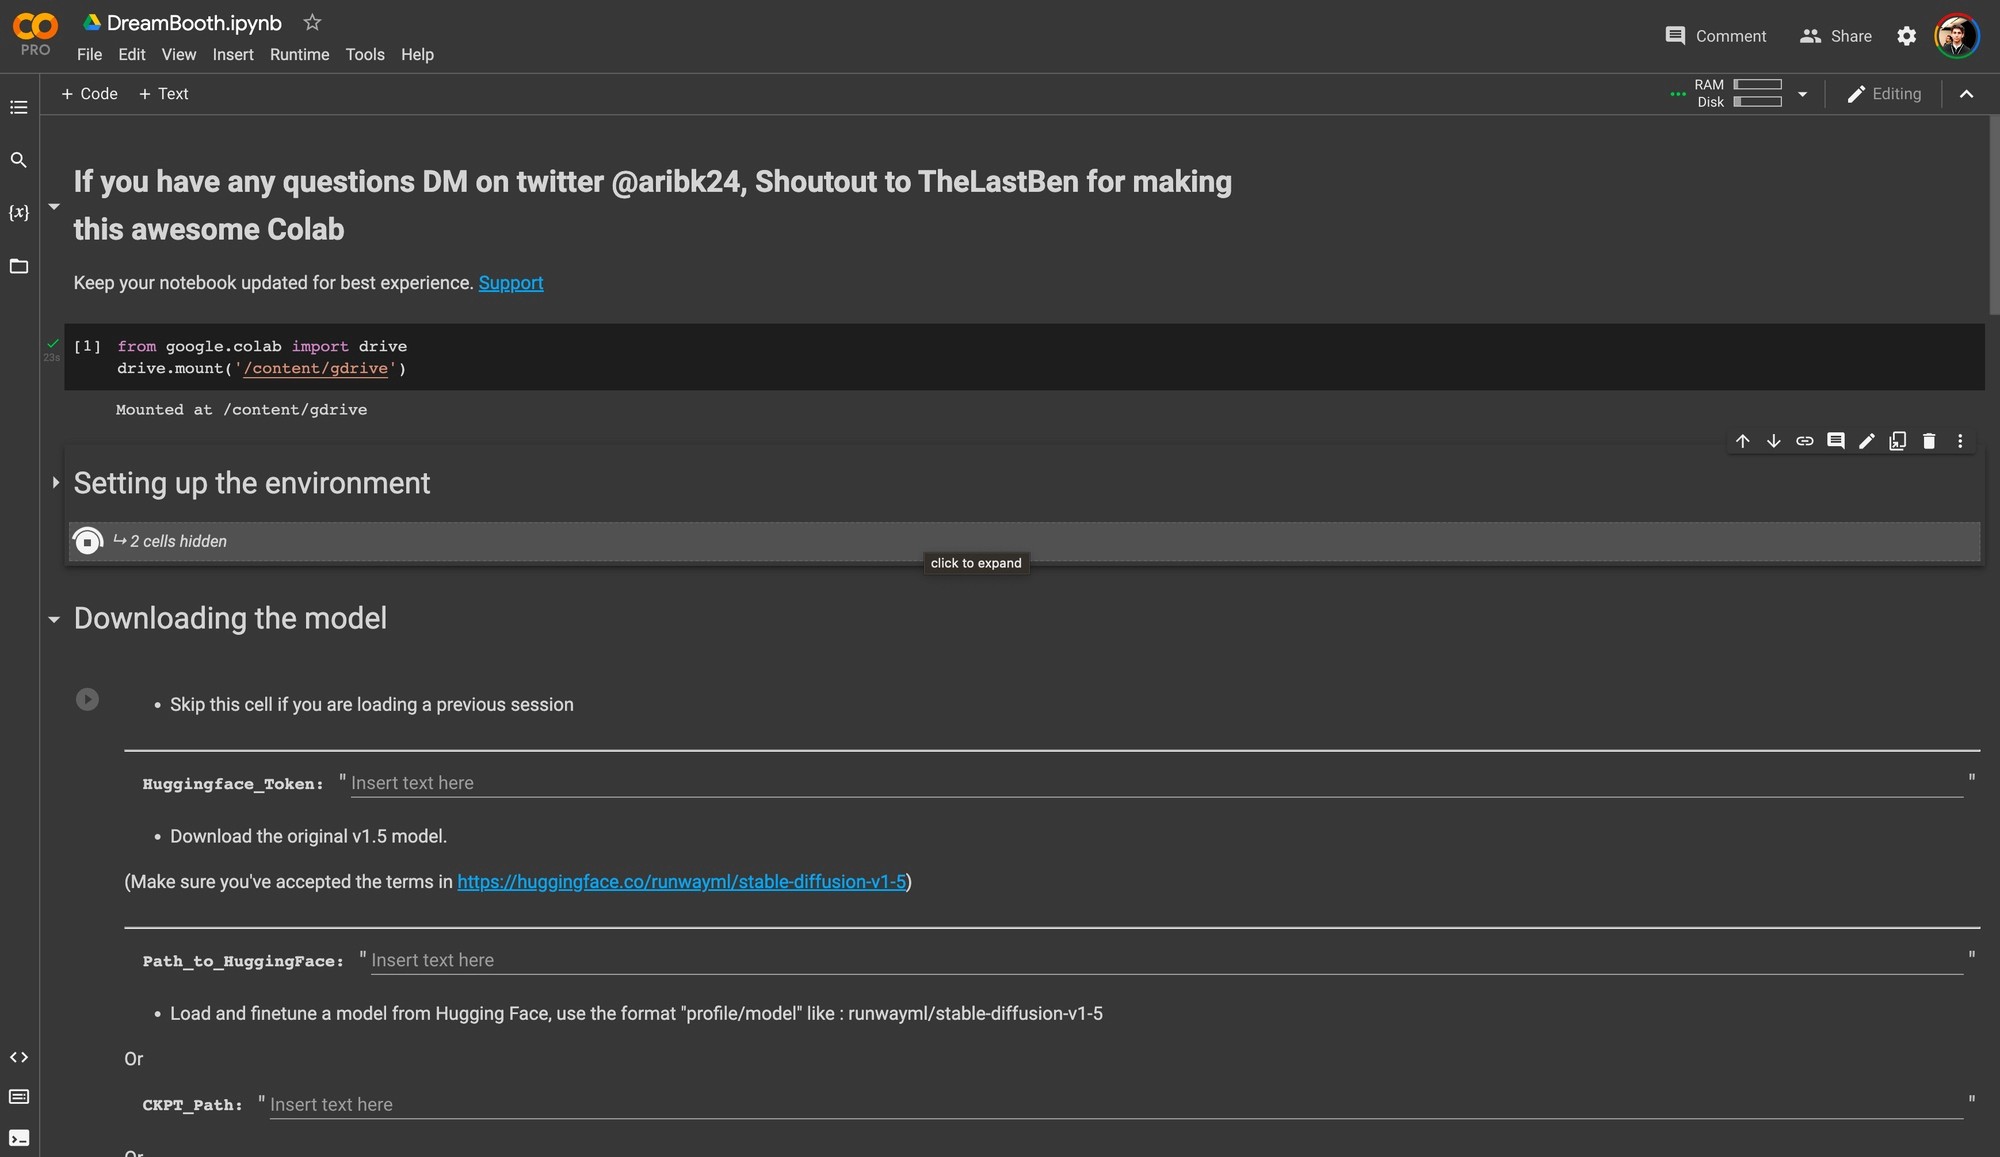 DreamBooth.ipynb
PRO
File Edit View Insert Runtime Tools Help
Comment Share
+ Code + Text
RAM
Disk
Editing
If you have any questions DM on twitter @aribk24, Shoutout to TheLastBen for making
this awesome Colab
Keep your notebook updated for best experience. Support
{x}
23s
[1] from google.colab import drive
drive.mount('/content/gdrive')
Mounted at /content/gdrive
Setting up the environment
2 cells hidden
click to expand
Downloading the model
• Skip this cell if you are loading a previous session
Huggingface_Token: "Insert text here"
• Download the original v1.5 model.
(Make sure you've accepted the terms in https://huggingface.co/runwayml/stable-diffusion-v1-5)
Path_to_HuggingFace: "Insert text here"
• Load and finetune a model from Hugging Face, use the format "profile/model" like : runwayml/stable-diffusion-v1-5
Or
CKPT_Path: "Insert text here"
Or